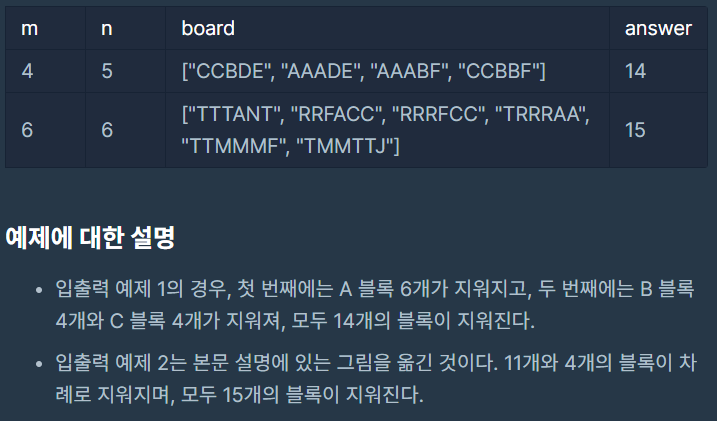 m n board answer
4 5 ["CCBDE", "AAADE", "AAABF", "CCBBF"] 14
6 6 ["TTTANT", "RRFACC", "RRRFCC", "TRRRAA", 15
"TTMMMF", "TMMTTJ"]
예제에 대한 설명
• 입출력 예제 1의 경우, 첫 번째에는 A 블록 6개가 지워지고, 두 번째에는 B 블록
4개와 C 블록 4개가 지워져, 모두 14개의 블록이 지워진다.
• 입출력 예제 2는 본문 설명에 있는 그림을 옮긴 것이다. 11개와 4개의 블록이 차
례로 지워지며, 모두 15개의 블록이 지워진다.